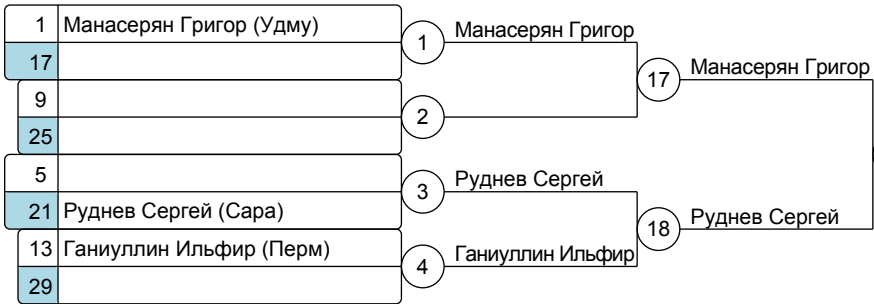 1 Манасерян Григор (Удму)
17
1 Манасерян Григор
9
25
2
17 Манасерян Григор
5
21 Руднев Сергей (Сара)
3 Руднев Сергей
13 Ганиуллин Ильфир (Перм)
29
4 Ганиуллин Ильфир
18 Руднев Сергей